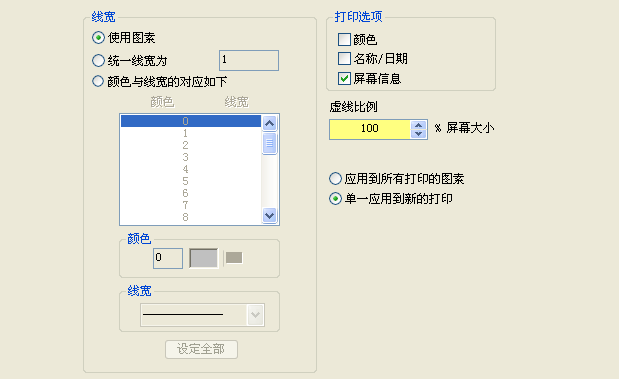 线宽
使用图素
统一线宽为 1
颜色与线宽的对应如下
颜色 线宽
0
1
2
3
4
5
6
7
8
颜色
0
线宽
设定全部
打印选项
颜色
名称/日期
屏幕信息
虚线比例
100 % 屏幕大小
应用到所有打印的图素
单一应用到新的打印